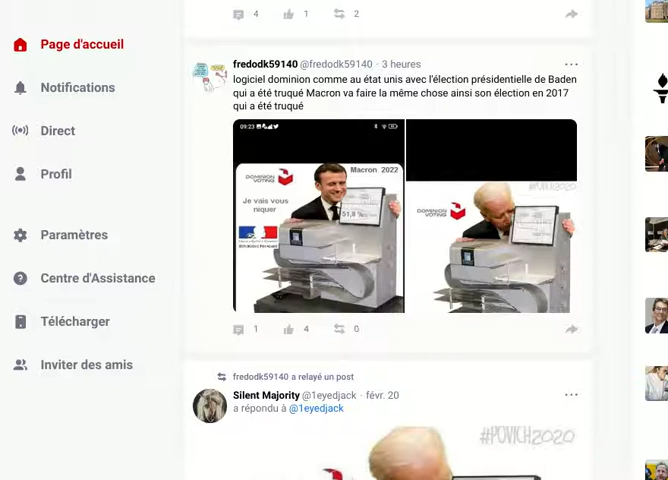 4 1 2
Page d'accueil
Notifications
Direct
Profil
Paramètres
Centre d'Assistance
Télécharger
Inviter des amis
fredodk59140 @fredodk59140 · 3 heures
logiciel dominion comme au état unis avec l'élection présidentielle de Baden
qui a été truqué Macron va faire la même chose ainsi son élection en 2017
qui a été truqué
09:23
Macron 2022
DOMINION
VOTING
Je vais vous
niquer
51,8 %
RÉPUBLIQUE FRANÇAISE
#POVICH2020
DOMINION
VOTING
1 4 0
fredodk59140 a relayé un post
Silent Majority @1eyedjack · févr. 20
a répondu à @1eyedjack
#POVICH2020